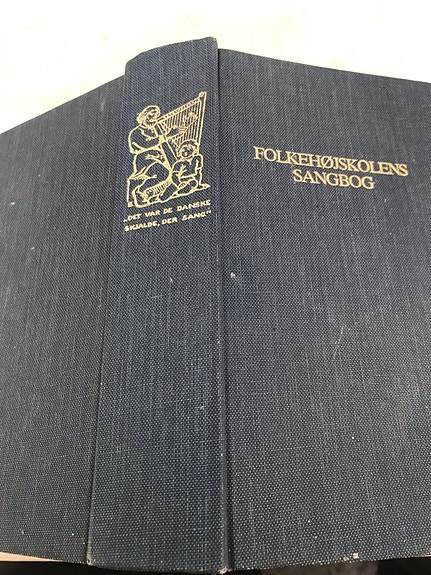 „DET VAR DE DANSKE
SKJALDE, DER SANG“
FOLKEHØJSKOLENS
SANGBOG